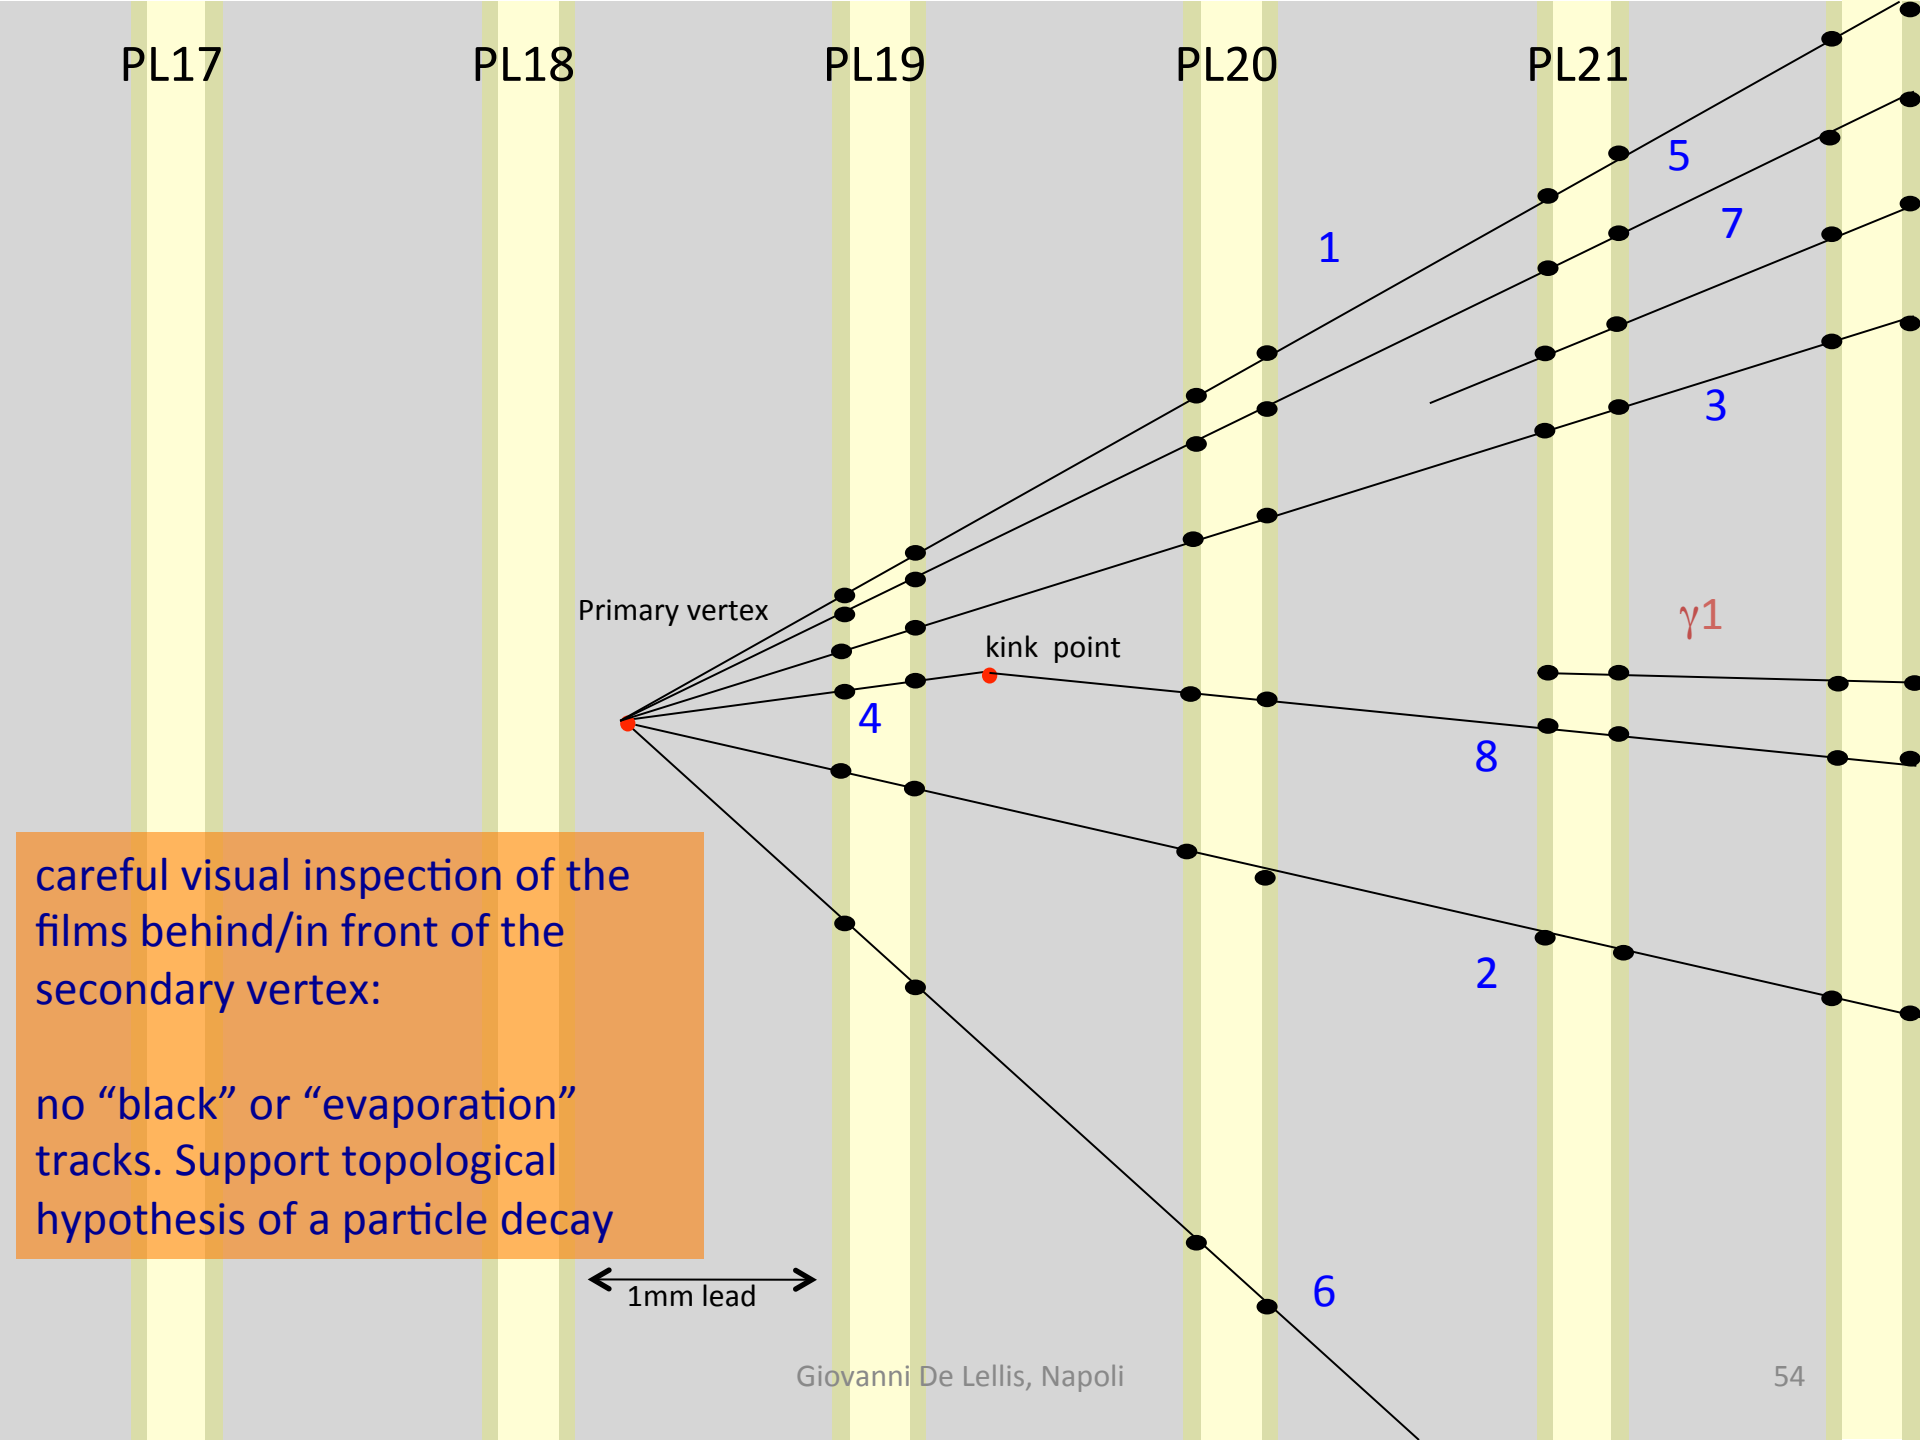 PL17 PL18 PL19 PL20 PL21
5
7
1
3
Primary vertex
γ1
kink  point
4
8
careful visual inspection of the
films behind/in front of the
secondary vertex:
2
no “black” or “evaporation”
tracks. Support topological
hypothesis of a particle decay
1mm lead
6
Giovanni De Lellis, Napoli
54